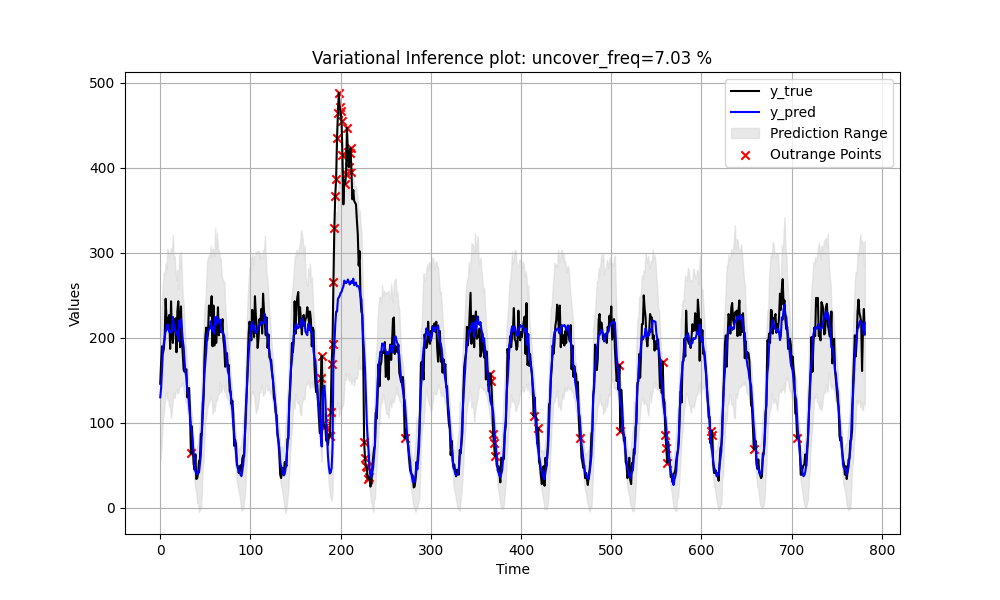 Variational Inference plot: uncover_freq=7.03 %
y_true
y_pred
Prediction Range
Outrange Points
Values
500
400
300
200
100
0
0 100 200 300 400 500 600 700 800
Time